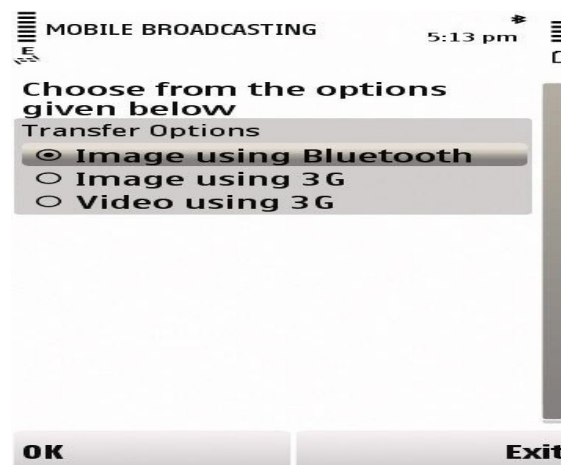 MOBILE BROADCASTING
5:13 pm
E
Choose from the options
given below
Transfer Options
Image using Bluetooth
Image using 3G
Video using 3G
OK
Exit